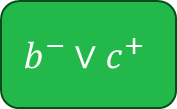 b⁻ ∨ c⁺